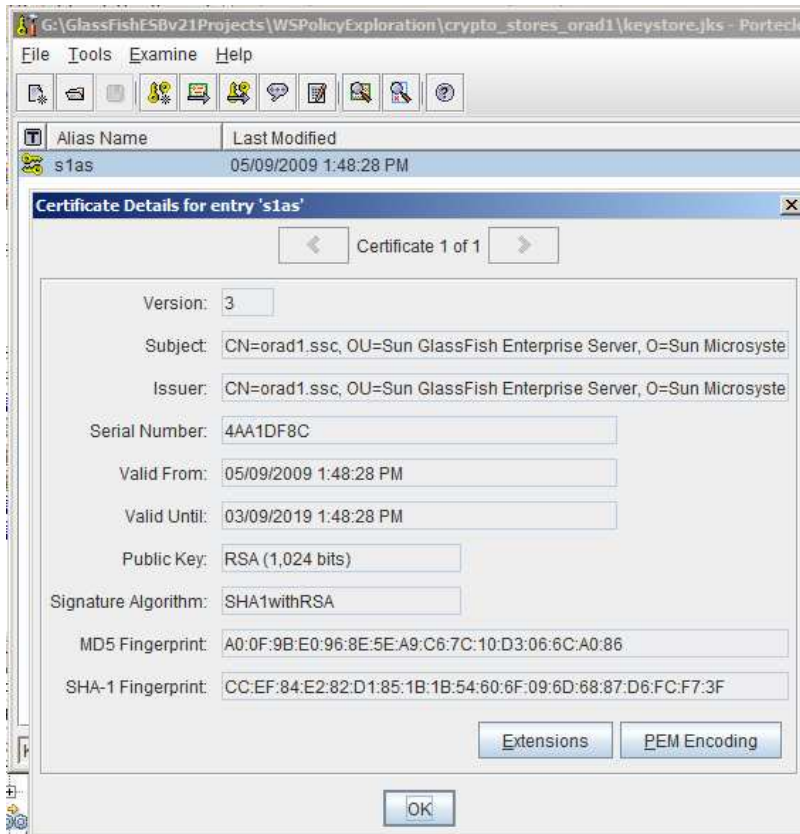 G:\GlassFishESBv21Projects\WSPolicyExploration\crypto_stores_orad1\keystore.jks - Portecle
File Tools Examine Help
T Alias Name Last Modified
s1as 05/09/2009 1:48:28 PM
Certificate Details for entry 's1as'
Certificate 1 of 1
Version: 3
Subject: CN=orad1.ssc, OU=Sun GlassFish Enterprise Server, O=Sun Microsyste
Issuer: CN=orad1.ssc, OU=Sun GlassFish Enterprise Server, O=Sun Microsyste
Serial Number: 4AA1DF8C
Valid From: 05/09/2009 1:48:28 PM
Valid Until: 03/09/2019 1:48:28 PM
Public Key: RSA (1,024 bits)
Signature Algorithm: SHA1withRSA
MD5 Fingerprint: A0:0F:9B:E0:96:8E:5E:A9:C6:7C:10:D3:06:6C:A0:86
SHA-1 Fingerprint: CC:EF:84:E2:82:D1:85:1B:1B:54:60:6F:09:6D:68:87:D6:FC:F7:3F
Extensions PEM Encoding
OK